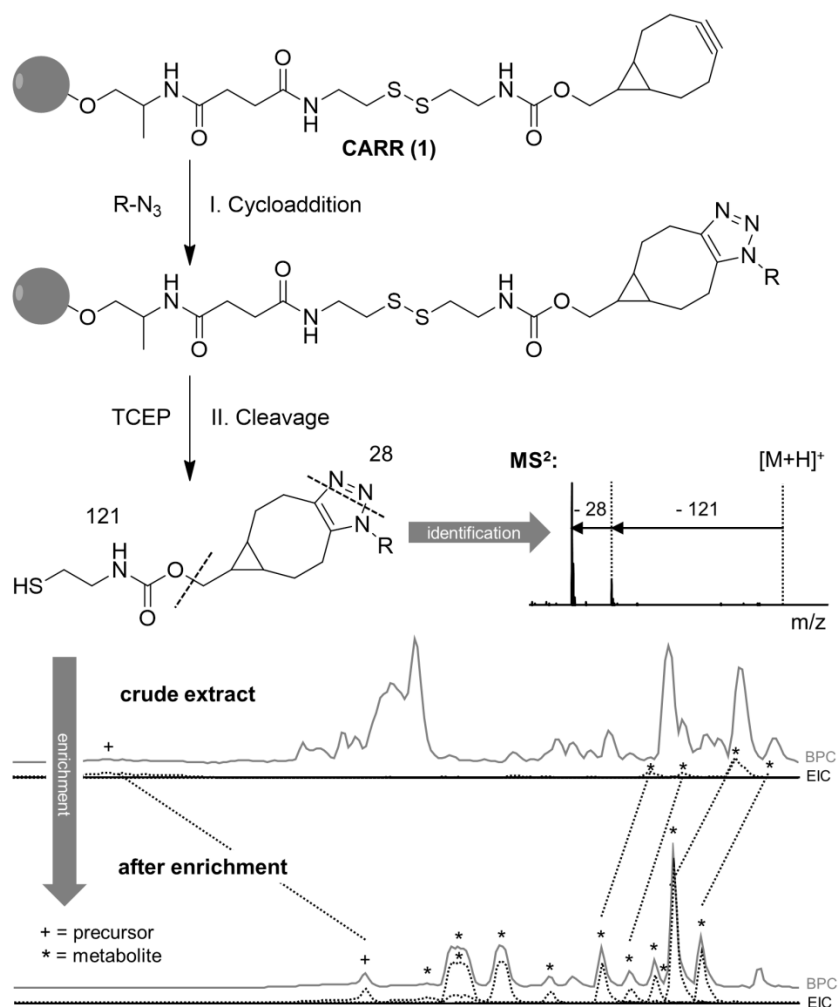 H
N
O
O
N
H
S
S
H
N
O
O
CARR (1)
R-N₃
I. Cycloaddition
H
N
O
O
N
H
S
S
H
N
O
O
N
N
N
R
TCEP
II. Cleavage
28
121
HS
H
N
O
O
N
N
N
R
identification
MS²:
[M+H]⁺
- 28
- 121
m/z
enrichment
crude extract
+
*
*
*
*
BPC
EIC
after enrichment
+ = precursor
* = metabolite
+
*
*
*
*
*
*
*
*
*
*
*
BPC
EIC